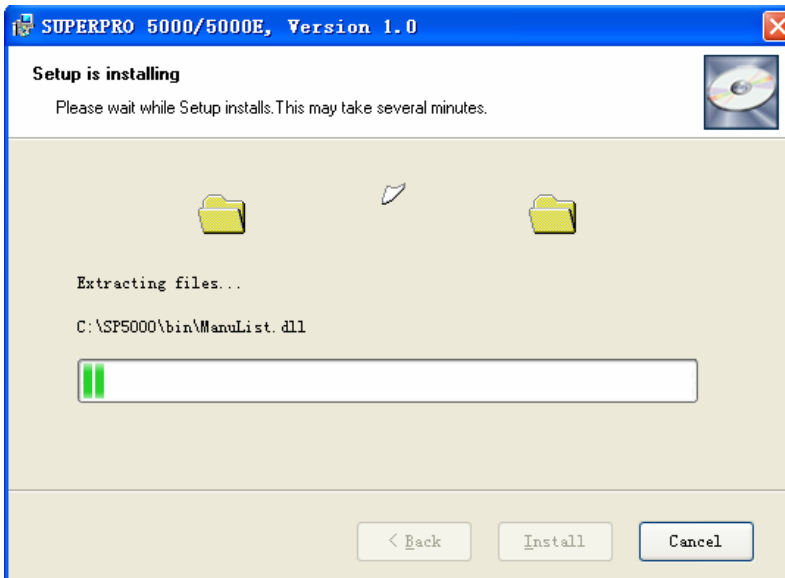 SUPERPRO 5000/5000E, Version 1.0
Setup is installing
Please wait while Setup installs.This may take several minutes.
Extracting files...
C:\SP5000\bin\ManuList.dll
< Back Install Cancel